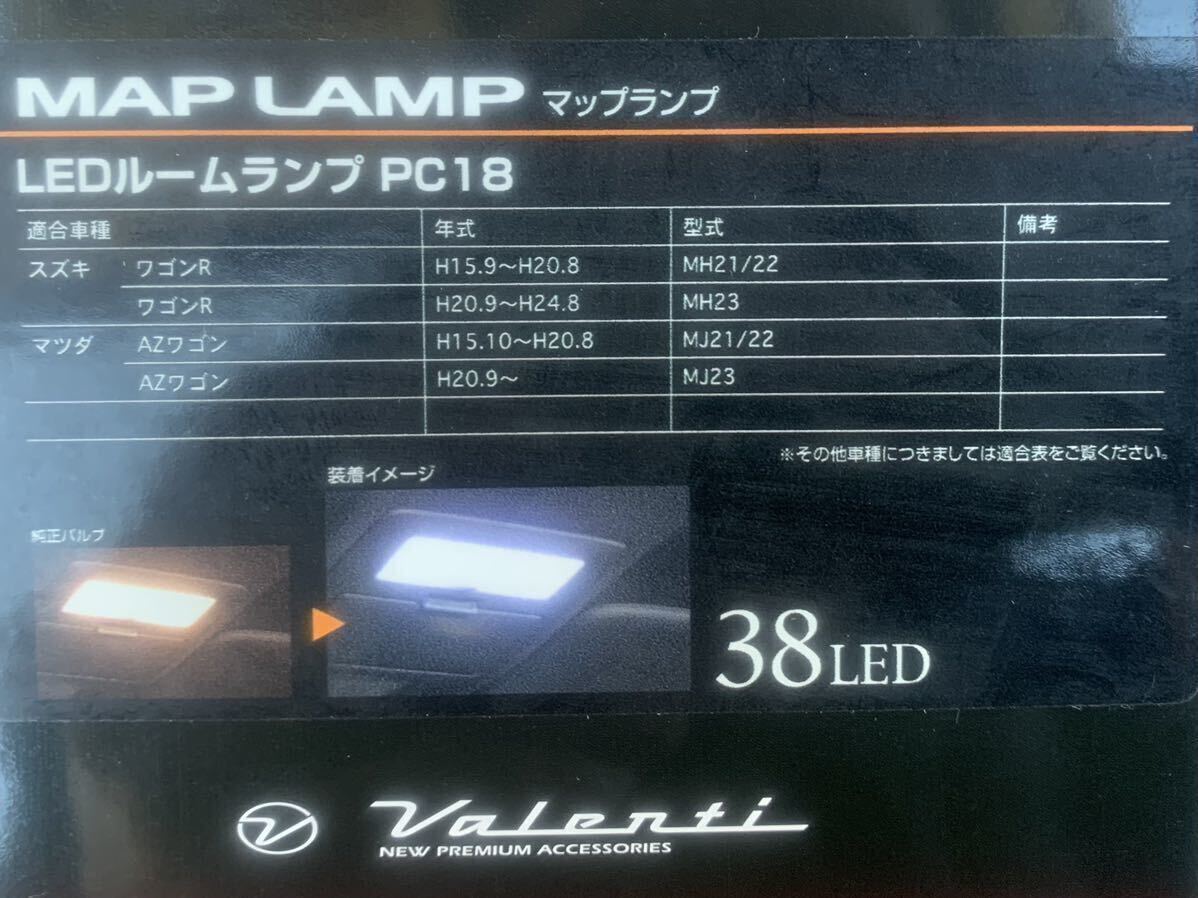 MAP LAMP マップランプ
LEDルームランプ PC18
適合車種 年式 型式 備考
スズキ ワゴンR H15.9～H20.8 MH21/22
ワゴンR H20.9～H24.8 MH23
マツダ AZワゴン H15.10～H20.8 MJ21/22
AZワゴン H20.9～ MJ23
※その他車種につきましては適合表をご覧ください。
装着イメージ
純正バルブ
38LED
Valenti
NEW PREMIUM ACCESSORIES